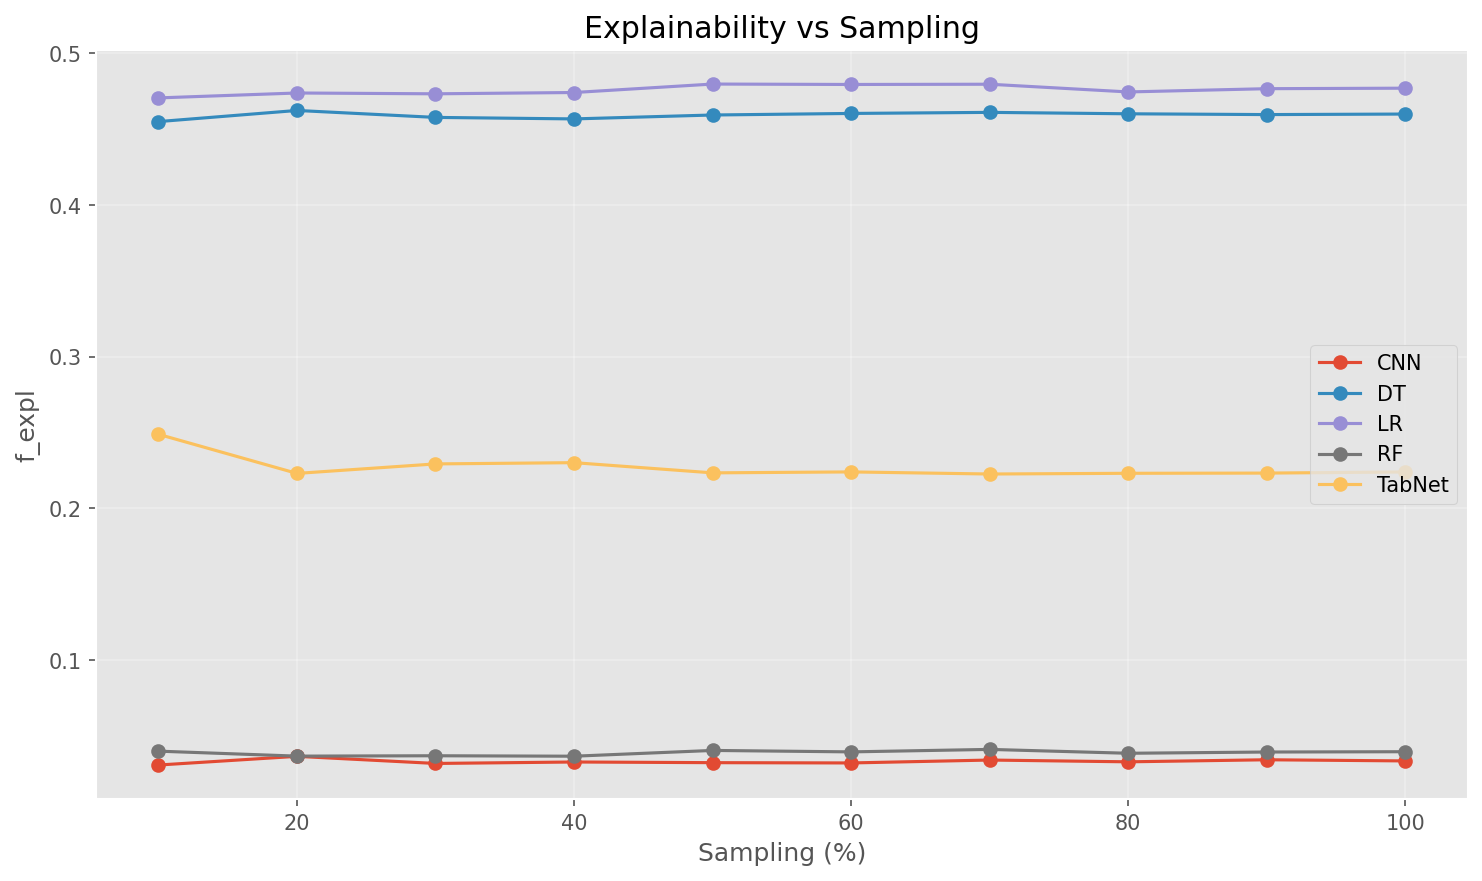 Explainability vs Sampling
0.5
0.4
0.3
0.2
0.1
f_expl
20
40
60
80
100
Sampling (%)
CNN
DT
LR
RF
TabNet